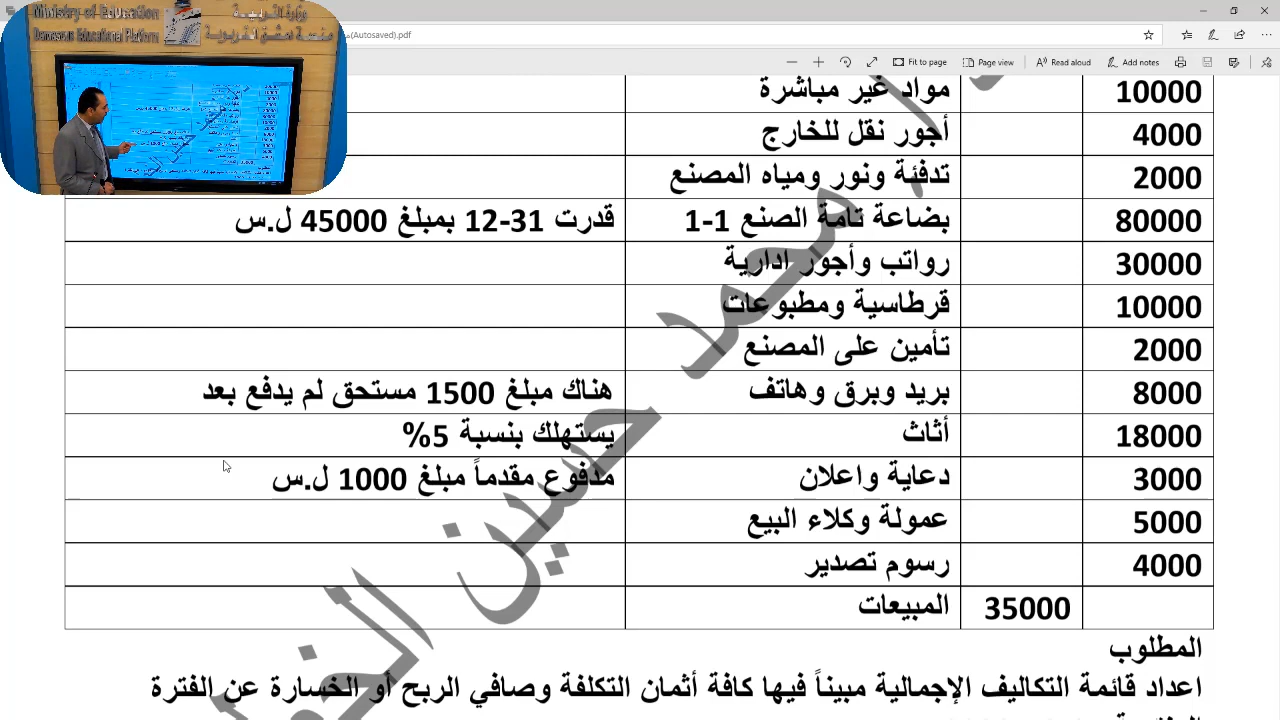 Ministry of Education وزارة التربية
Damascus Educational Platform منصة دمشق التربوية
(Autosaved).pdf
Fit to page Page view Read aloud Add notes
10000 مواد غير مباشرة
4000 أجور نقل للخارج
2000 تدفئة ونور ومياه المصنع
80000 بضاعة تامة الصنع 1-1 قدرت 31-12 بمبلغ 45000 ل.س
30000 رواتب وأجور ادارية
10000 قرطاسية ومطبوعات
2000 تأمين على المصنع
8000 بريد وبرق وهاتف هناك مبلغ 1500 مستحق لم يدفع بعد
18000 أثاث يستهلك بنسبة 5%
3000 دعاية واعلان مدفوع مقدماً مبلغ 1000 ل.س
5000 عمولة وكلاء البيع
4000 رسوم تصدير
35000 المبيعات
المطلوب
اعداد قائمة التكاليف الإجمالية مبيناً فيها كافة أثمان التكلفة وصافي الربح أو الخسارة عن الفترة
محمد حسين